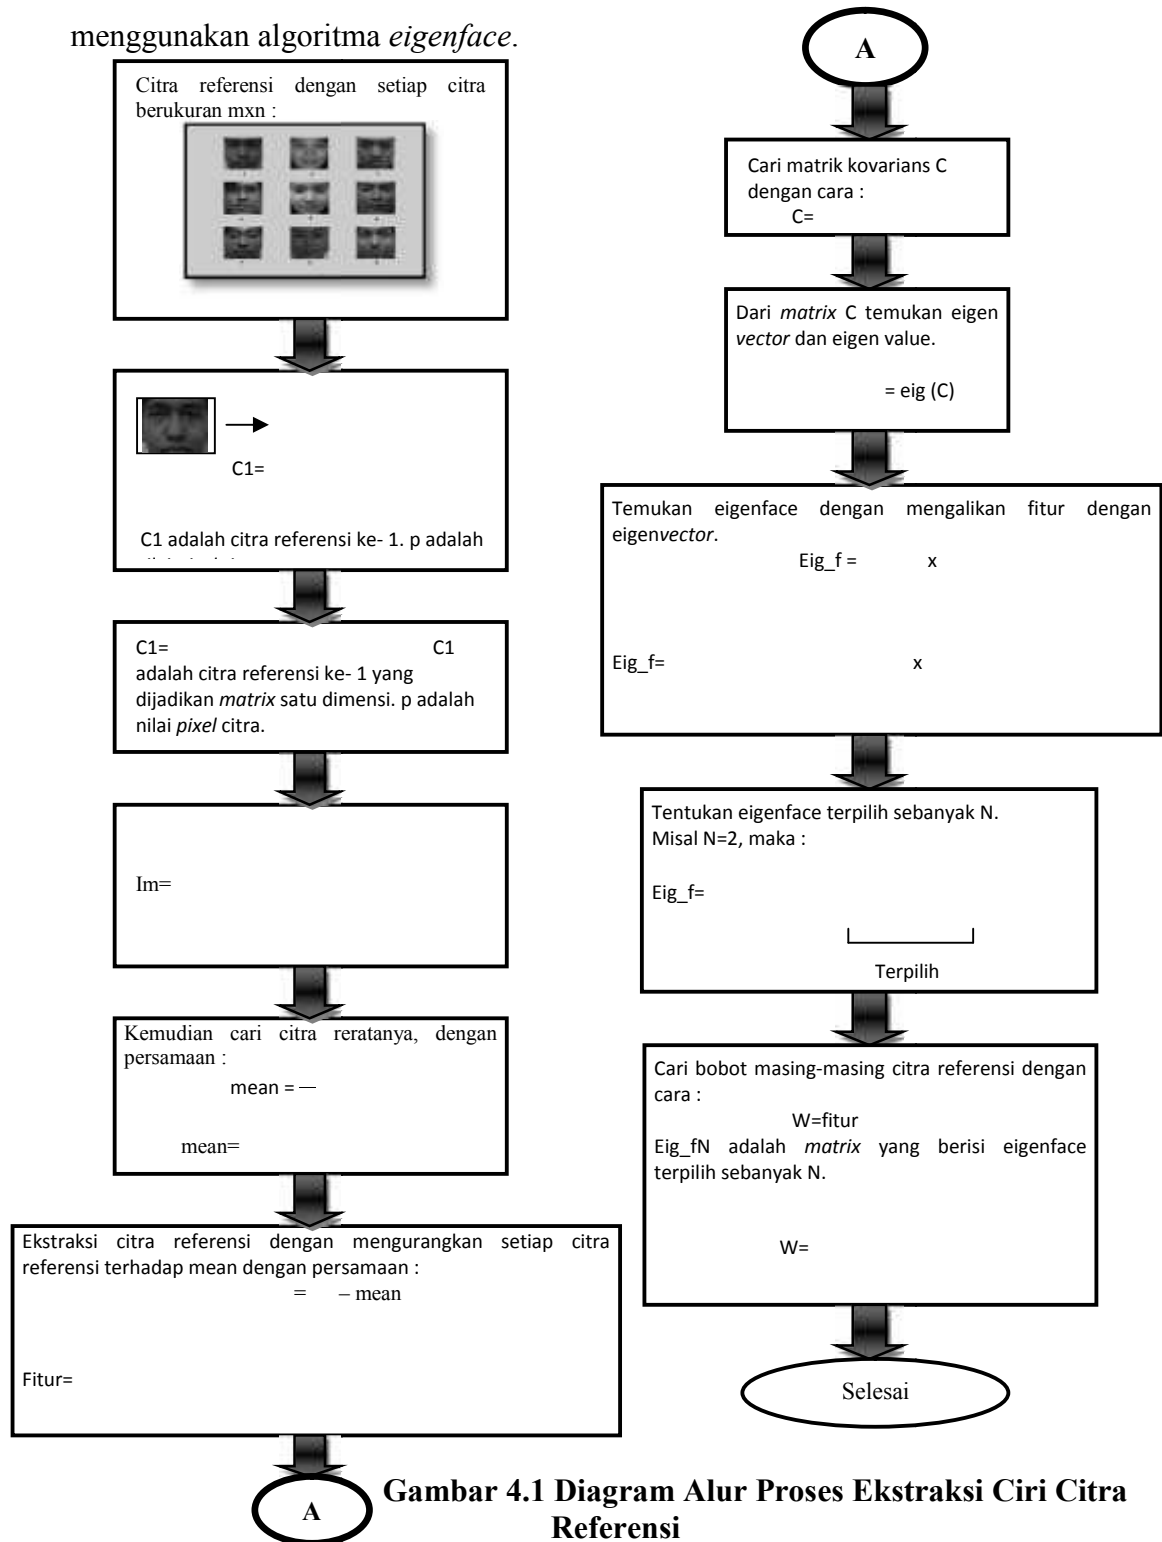 menggunakan algoritma eigenface.
Citra referensi dengan setiap citra
berukuran mxn :
C1=
C1 adalah citra referensi ke- 1. p adalah
C1= C1
adalah citra referensi ke- 1 yang
dijadikan matrix satu dimensi. p adalah
nilai pixel citra.
Im=
Kemudian cari citra reratanya, dengan
persamaan :
mean = —
mean=
Ekstraksi citra referensi dengan mengurangkan setiap citra
referensi terhadap mean dengan persamaan :
= – mean
Fitur=
A
A
Cari matrik kovarians C
dengan cara :
C=
Dari matrix C temukan eigen
vector dan eigen value.
= eig (C)
Temukan eigenface dengan mengalikan fitur dengan
eigenvector.
Eig_f = x
Eig_f= x
Tentukan eigenface terpilih sebanyak N.
Misal N=2, maka :
Eig_f=
Terpilih
Cari bobot masing-masing citra referensi dengan
cara :
W=fitur
Eig_fN adalah matrix yang berisi eigenface
terpilih sebanyak N.
W=
Selesai
Gambar 4.1 Diagram Alur Proses Ekstraksi Ciri Citra
Referensi